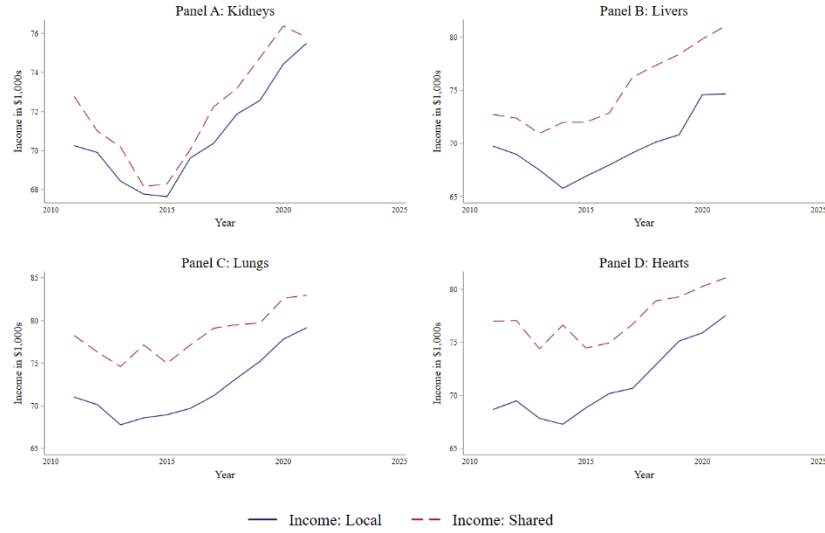 Panel A: Kidneys
Income in $1,000s
76
74
72
70
68
2010
2015
2020
2025
Year
Panel B: Livers
Income in $1,000s
80
75
70
65
2010
2015
2020
2025
Year
Panel C: Lungs
Income in $1,000s
85
80
75
70
65
2010
2015
2020
2025
Year
Panel D: Hearts
Income in $1,000s
80
75
70
65
2010
2015
2020
2025
Year
Income: Local
Income: Shared